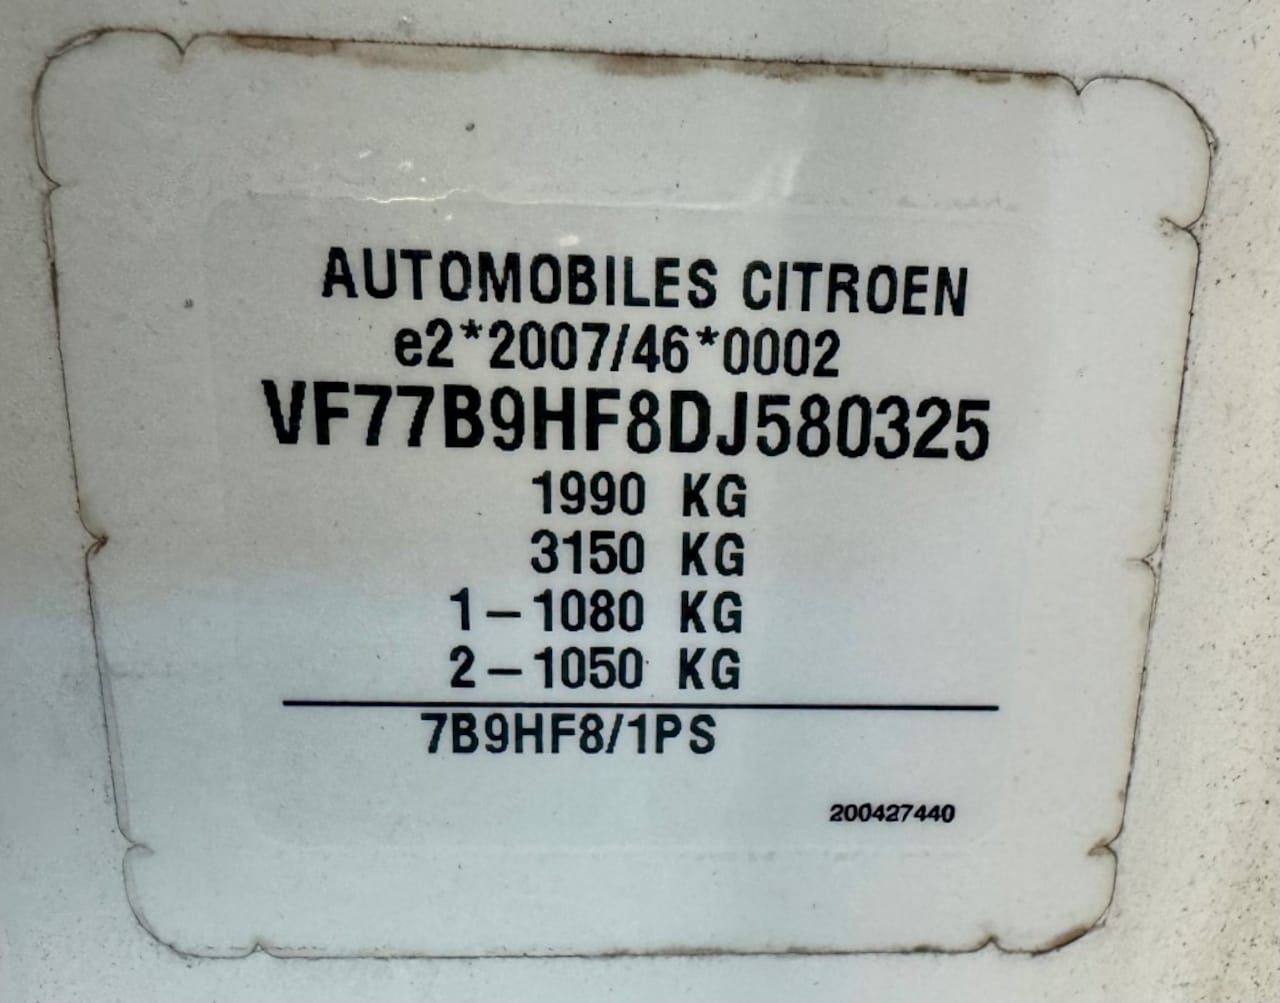 AUTOMOBILES CITROEN
e2*2007/46*0002
VF77B9HF8DJ580325
1990 KG
3150 KG
1-1080 KG
2-1050 KG
7B9HF8/1PS
200427440